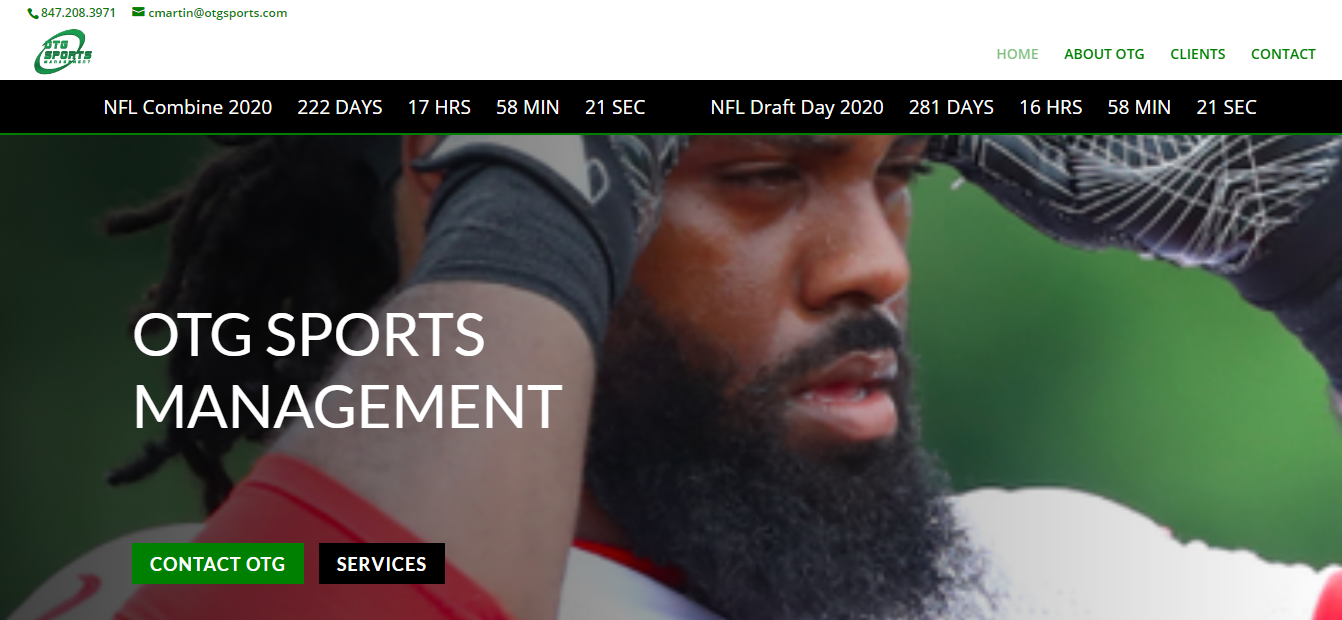 847.208.3971 cmartin@otgsports.com
OTG
SPORTS
MANAGEMENT
HOME ABOUT OTG CLIENTS CONTACT
NFL Combine 2020 222 DAYS 17 HRS 58 MIN 21 SEC NFL Draft Day 2020 281 DAYS 16 HRS 58 MIN 21 SEC
OTG SPORTS
MANAGEMENT
CONTACT OTG SERVICES